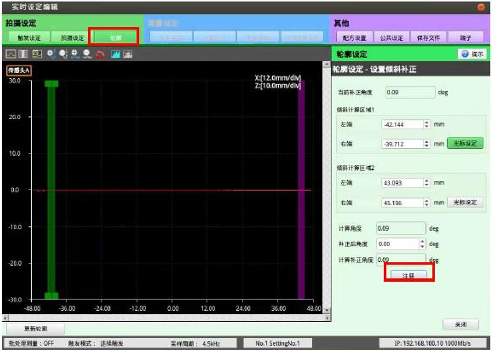 实时设定编辑
拍摄设定
其他
触发设定 拍摄设定 轮廓
配方设置 公共设定 保存文件 端子
轮廓设定 提示
传感头A
轮廓设定 - 设置倾斜补正
X:[12.0mm/div]
Z:[10.0mm/div]
30.0
20.0
10.0
0.0
-10.0
-20.0
-30.0
-48.00 -36.00 -24.00 -12.00 0.00 12.00 24.00 36.00 48.00
当前补正角度 0.09 deg
倾斜计算区域1
左端 -42.144 mm
右端 -39.712 mm 光标设定
倾斜计算区域2
左端 43.093 mm
右端 45.196 mm 光标设定
计算角度 0.09 deg
补正后角度 0.00 deg
计算补正角度 0.09 deg
注册
更新轮廓
关闭
批处理测量:OFF 触发模式:连续触发 采样周期:4.5kHz No.1 SettingNo.1 IP:192.168.100.10 1000Mb/s